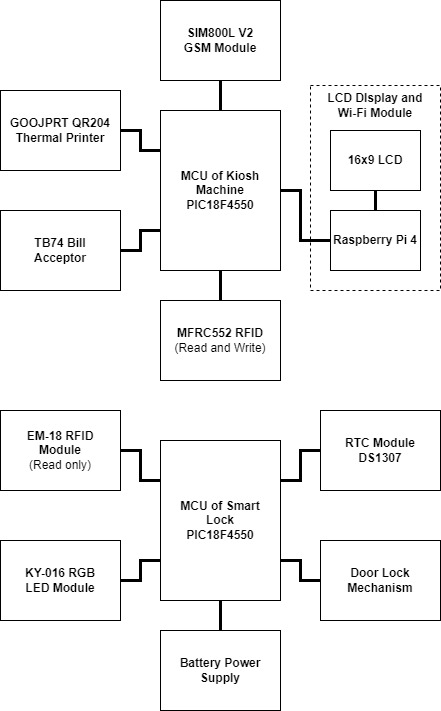 SIM800L V2
GSM Module
GOOJPRT QR204
Thermal Printer
LCD DIsplay and
Wi-Fi Module
16x9 LCD
MCU of Kiosh
Machine
PIC18F4550
TB74 Bill
Acceptor
Raspberry Pi 4
MFRC552 RFID
(Read and Write)
EM-18 RFID
Module
(Read only)
RTC Module
DS1307
MCU of Smart
Lock
PIC18F4550
KY-016 RGB
LED Module
Door Lock
Mechanism
Battery Power
Supply